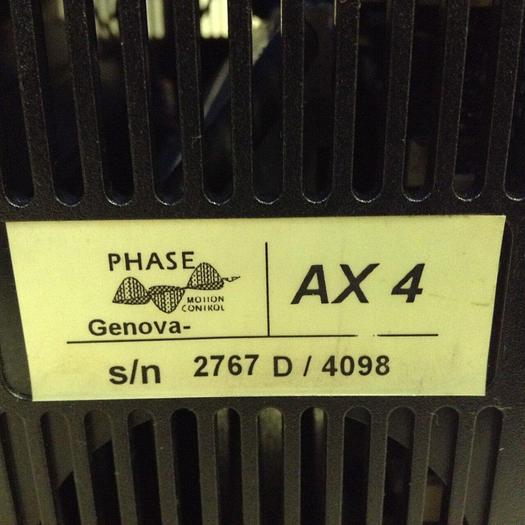 PHASE
MOTION
CONTROL
Genova-
AX 4
s/n 2767 D / 4098